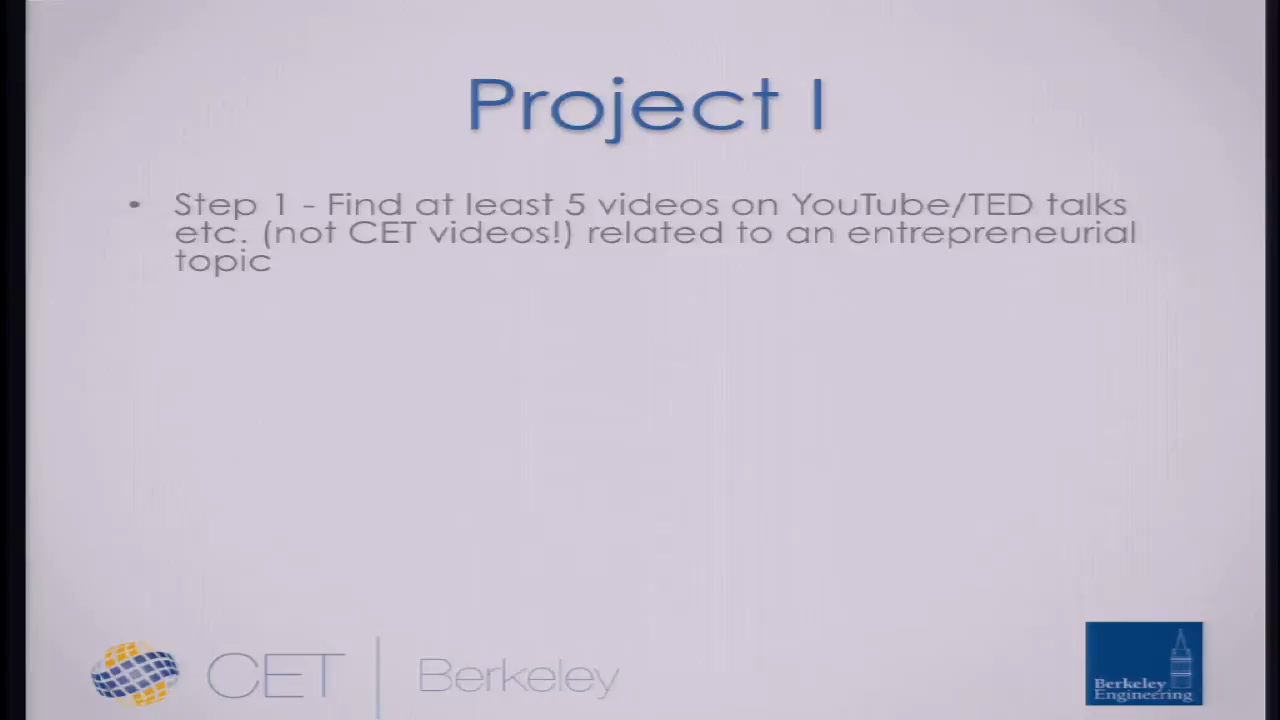 Project I
• Step 1 - Find at least 5 videos on YouTube/TED talks
etc. (not CET videos!) related to an entrepreneurial
topic
CET | Berkeley
Berkeley
Engineering